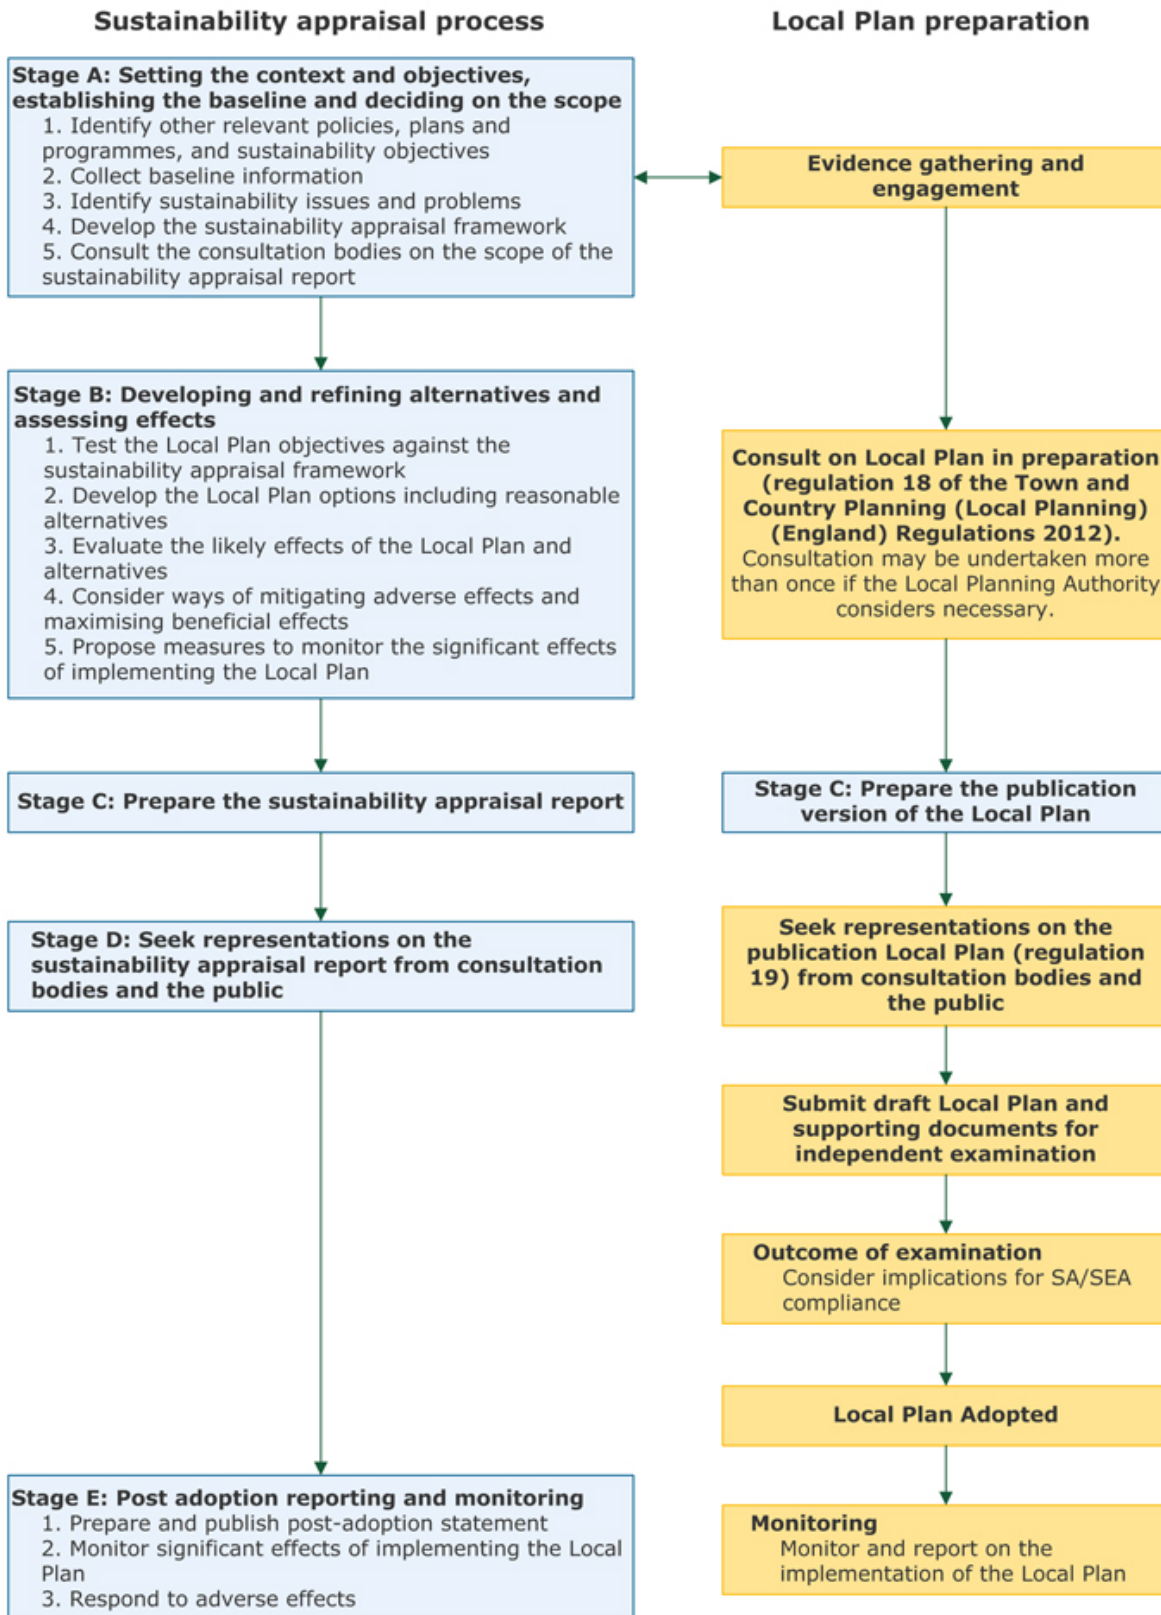 Sustainability appraisal process
Local Plan preparation
Stage A: Setting the context and objectives,
establishing the baseline and deciding on the scope
1. Identify other relevant policies, plans and
programmes, and sustainability objectives
2. Collect baseline information
3. Identify sustainability issues and problems
4. Develop the sustainability appraisal framework
5. Consult the consultation bodies on the scope of the
sustainability appraisal report
Evidence gathering and
engagement
Stage B: Developing and refining alternatives and
assessing effects
1. Test the Local Plan objectives against the
sustainability appraisal framework
2. Develop the Local Plan options including reasonable
alternatives
3. Evaluate the likely effects of the Local Plan and
alternatives
4. Consider ways of mitigating adverse effects and
maximising beneficial effects
5. Propose measures to monitor the significant effects
of implementing the Local Plan
Consult on Local Plan in preparation
(regulation 18 of the Town and
Country Planning (Local Planning)
(England) Regulations 2012).
Consultation may be undertaken more
than once if the Local Planning Authority
considers necessary.
Stage C: Prepare the sustainability appraisal report
Stage C: Prepare the publication
version of the Local Plan
Stage D: Seek representations on the
sustainability appraisal report from consultation
bodies and the public
Seek representations on the
publication Local Plan (regulation
19) from consultation bodies and
the public
Submit draft Local Plan and
supporting documents for
independent examination
Outcome of examination
Consider implications for SA/SEA
compliance
Local Plan Adopted
Stage E: Post adoption reporting and monitoring
1. Prepare and publish post-adoption statement
2. Monitor significant effects of implementing the Local
Plan
3. Respond to adverse effects
Monitoring
Monitor and report on the
implementation of the Local Plan